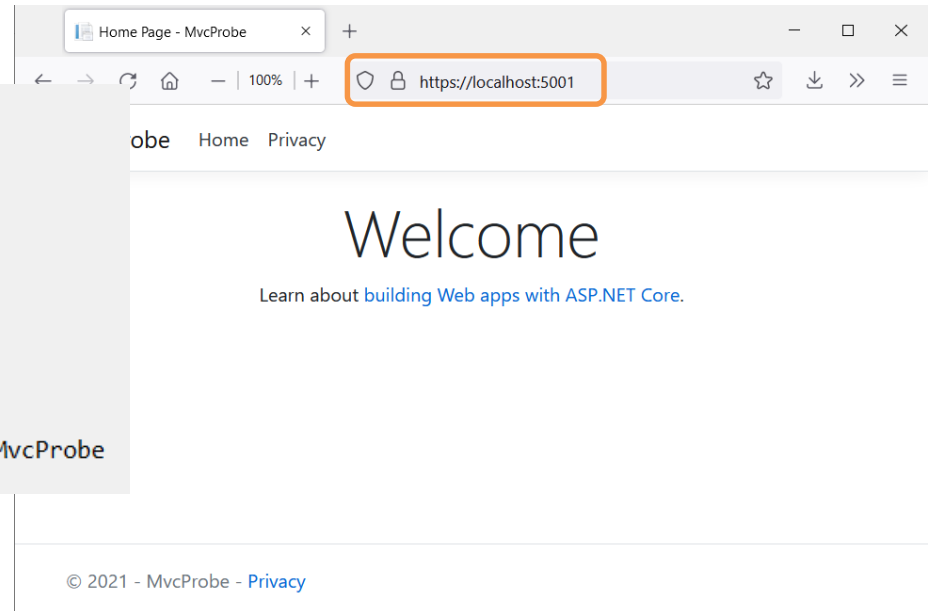 Home Page - MvcProbe
100%
https://localhost:5001
Home Privacy
Welcome
Learn about building Web apps with ASP.NET Core.
MvcProbe
© 2021 - MvcProbe - Privacy